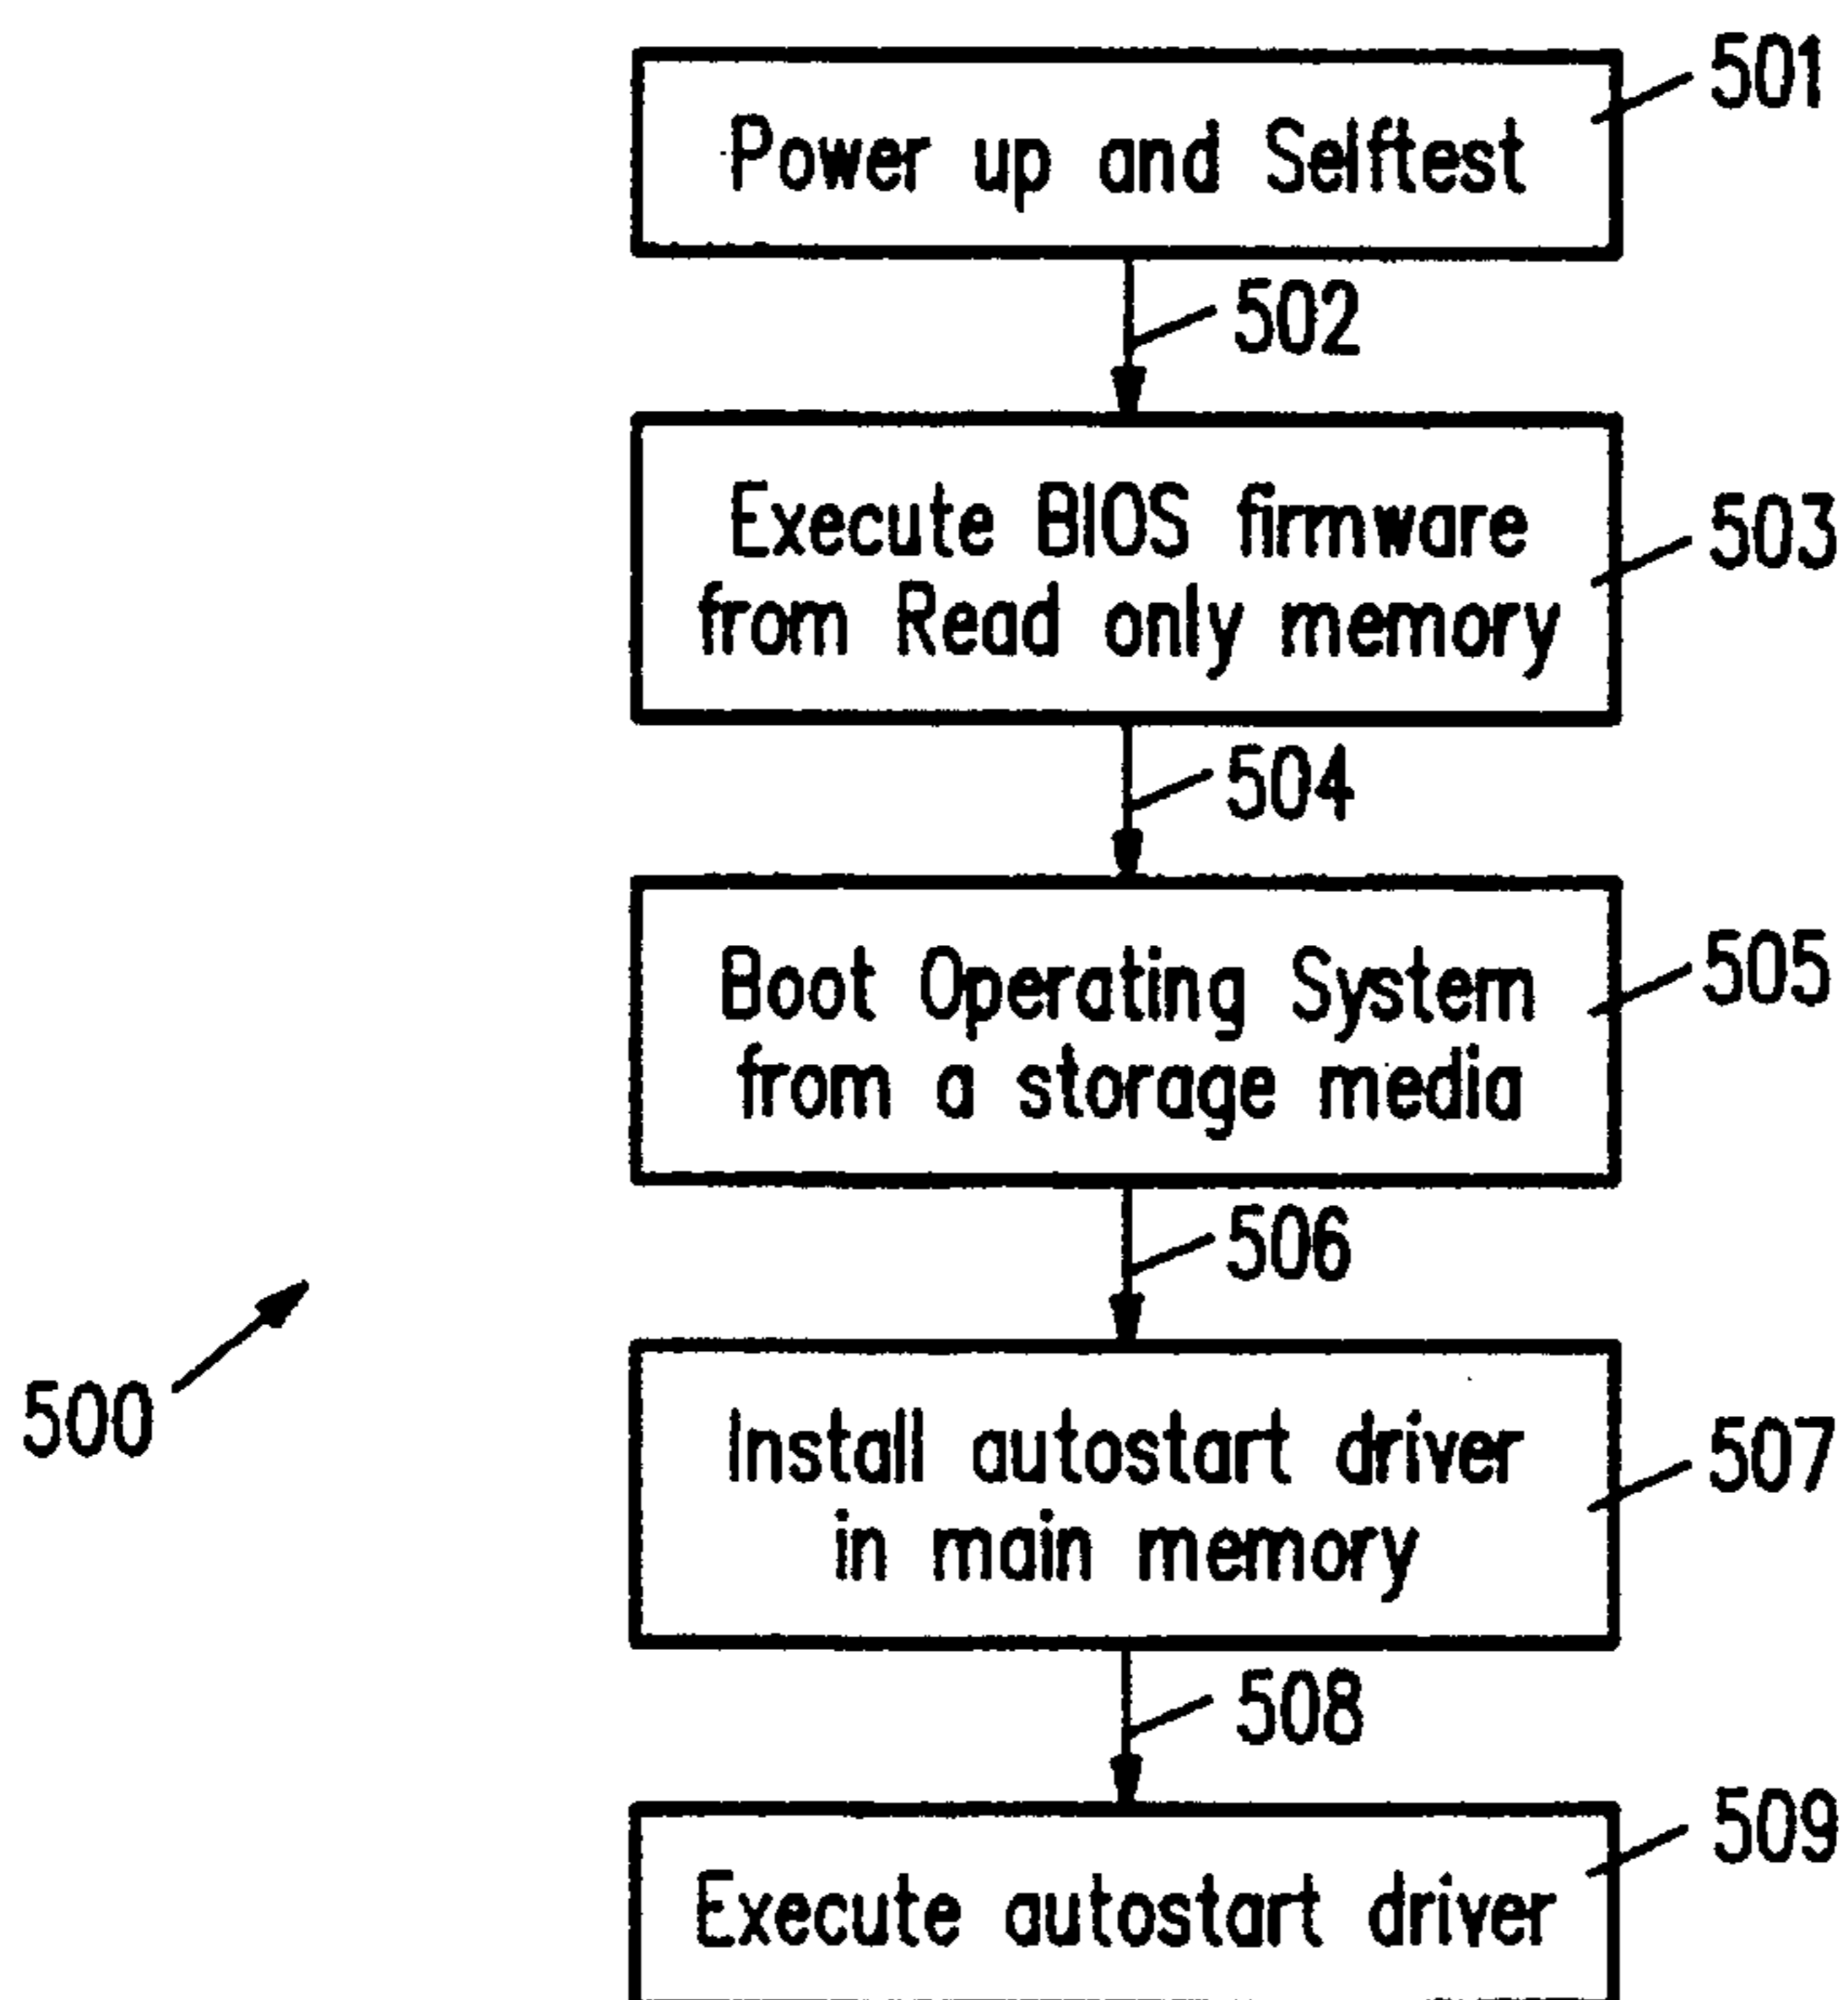 501
Power up and Selftest
502
Execute BIOS firmware
from Read only memory
503
504
Boot Operating System
from a storage media
505
506
500
Install autostart driver
in main memory
507
508
509
Execute autostart driver